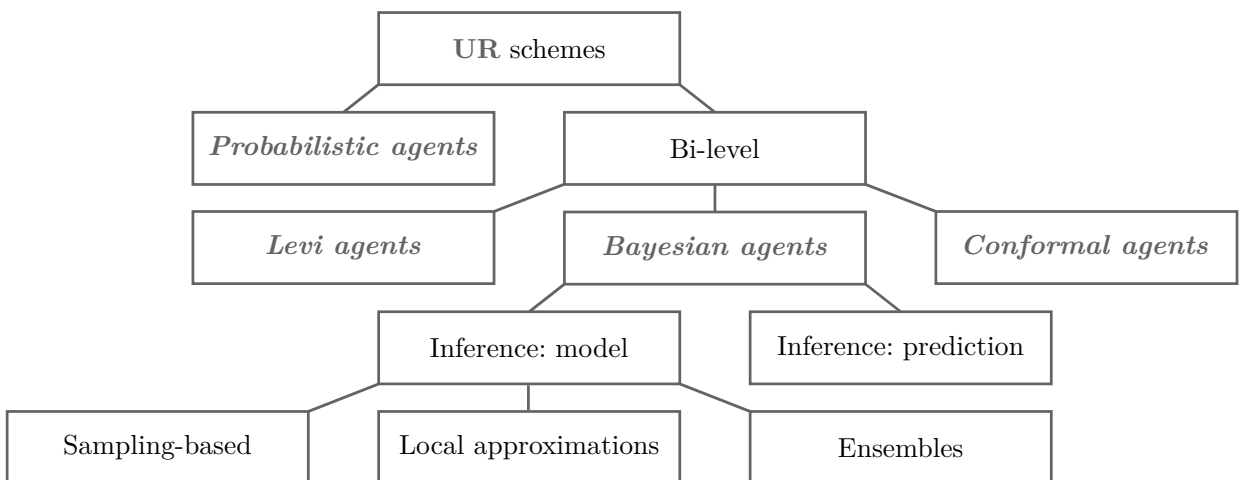 UR schemes
Probabilistic agents
Bi-level
Levi agents
Bayesian agents
Conformal agents
Inference: model
Inference: prediction
Sampling-based
Local approximations
Ensembles